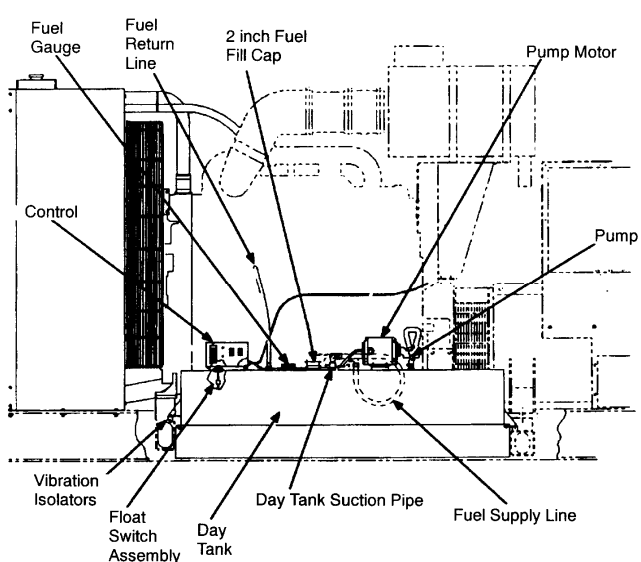 Fuel
Gauge
Fuel
Return
Line
2 inch Fuel
Fill Cap
Pump Motor
Control
Pump
Vibration
Isolators
Float
Switch
Assembly
Day
Tank
Day Tank Suction Pipe
Fuel Supply Line